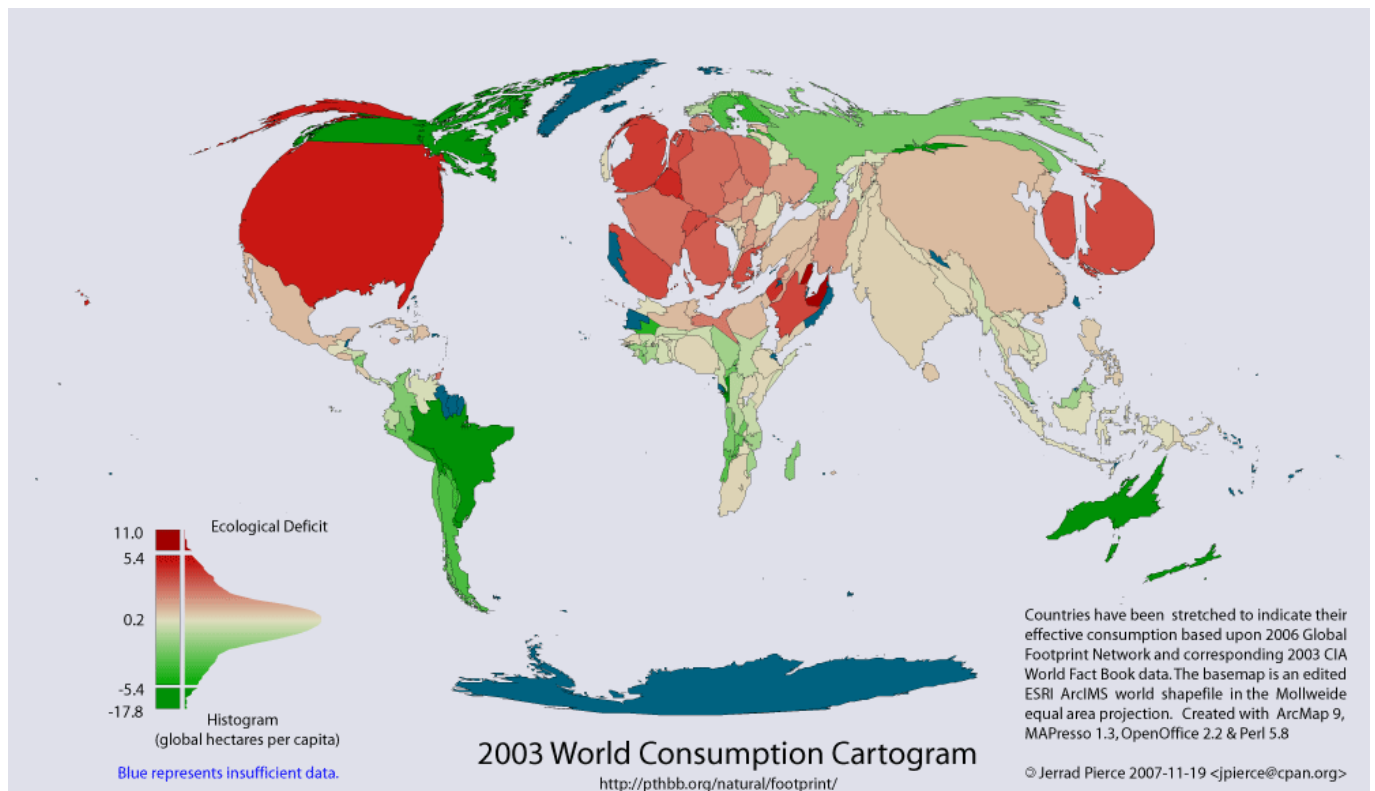 Ecological Deficit
11.0
5.4
0.2
-5.4
-17.8
Histogram
(global hectares per capita)
Blue represents insufficient data.
2003 World Consumption Cartogram
http://pthbb.org/natural/footprint/
Countries have been stretched to indicate their
effective consumption based upon 2006 Global
Footprint Network and corresponding 2003 CIA
World Fact Book data. The basemap is an edited
ESRI ArcIMS world shapefile in the Mollweide
equal area projection. Created with ArcMap 9,
MAPresso 1.3, OpenOffice 2.2 & Perl 5.8
🄯 Jerrad Pierce 2007-11-19 <jpierce@cpan.org>